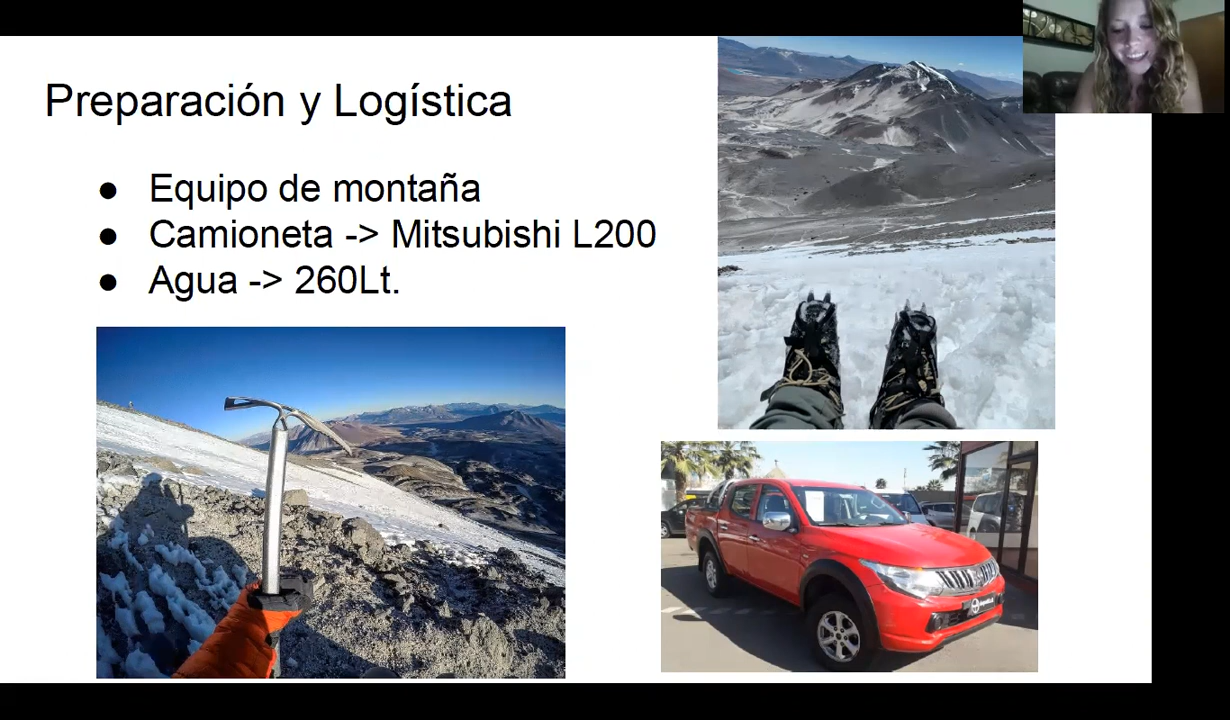 Preparación y Logística
● Equipo de montaña
● Camioneta -> Mitsubishi L200
● Agua -> 260Lt.